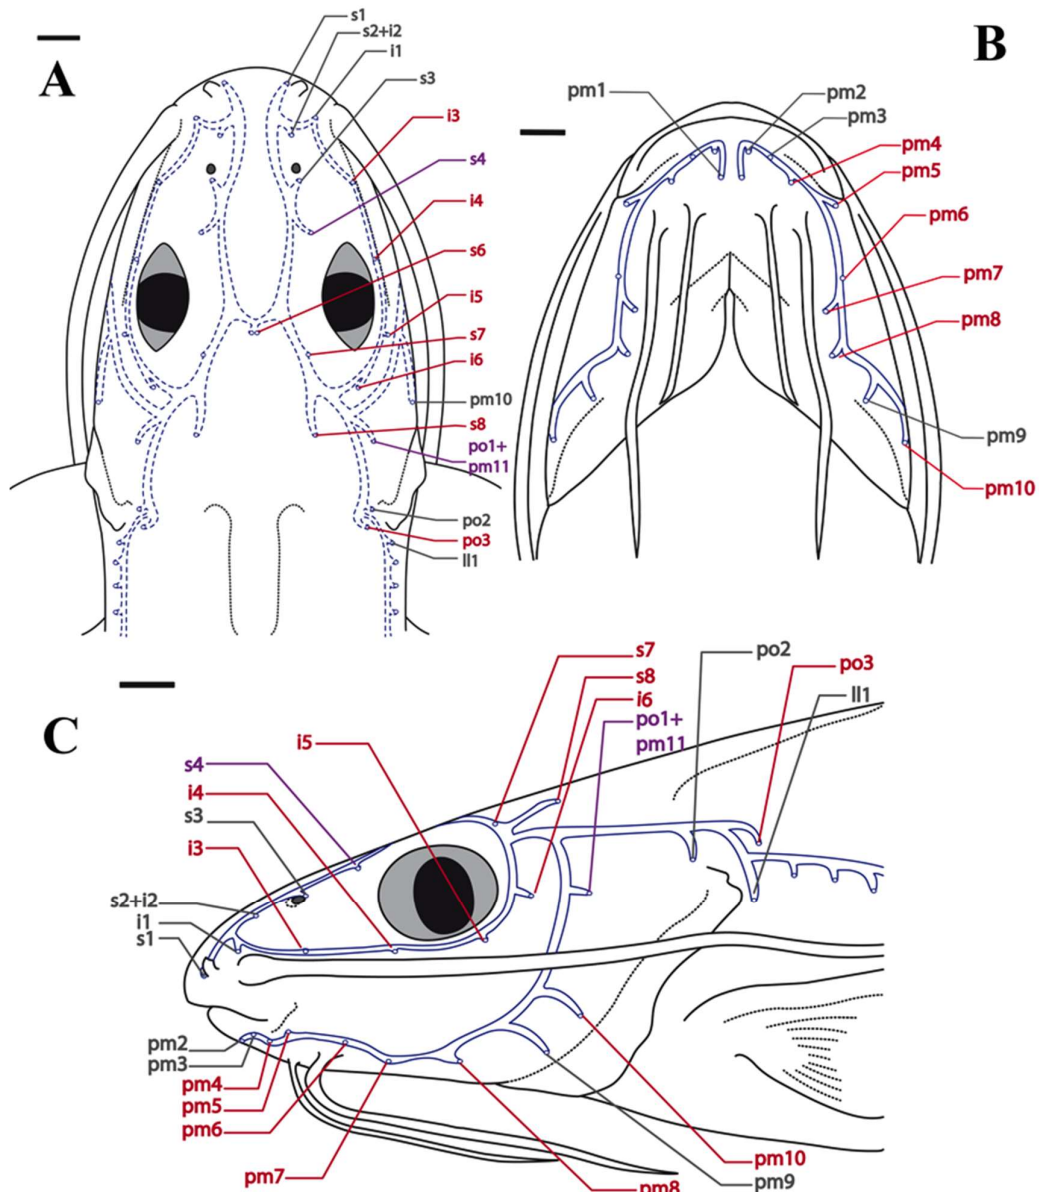 A
s1
s2+i2
i1
s3
i3
s4
i4
s6
i5
s7
i6
pm10
s8
po1+
pm11
po2
po3
ll1
B
pm1
pm2
pm3
pm4
pm5
pm6
pm7
pm8
pm9
pm10
C
s7
s8
i6
po1+
pm11
po2
po3
ll1
i5
s4
i4
s3
i3
s2+i2
i1
s1
pm2
pm3
pm4
pm5
pm6
pm7
pm8
pm9
pm10